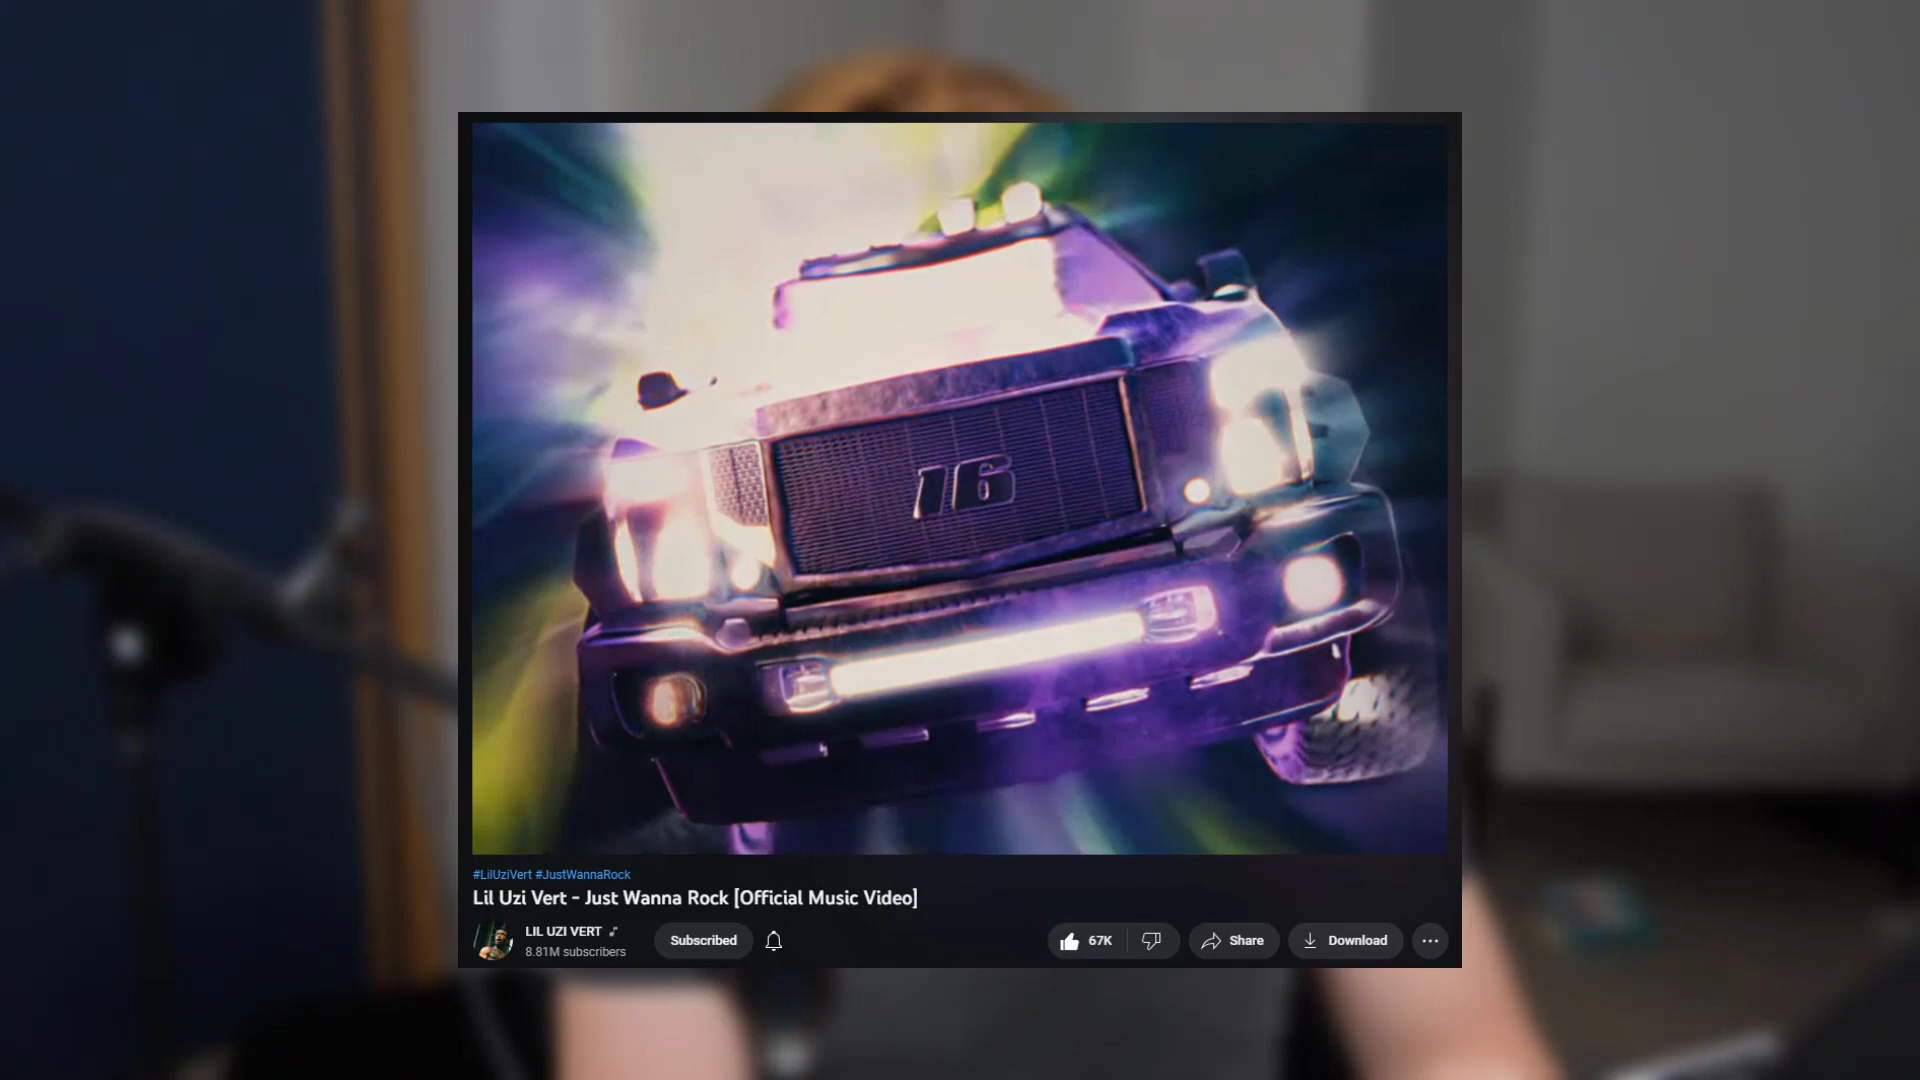 16
#LilUziVert #JustWannaRock
Lil Uzi Vert - Just Wanna Rock [Official Music Video]
LIL UZI VERT
8.81M subscribers
Subscribed
67K
Share
Download